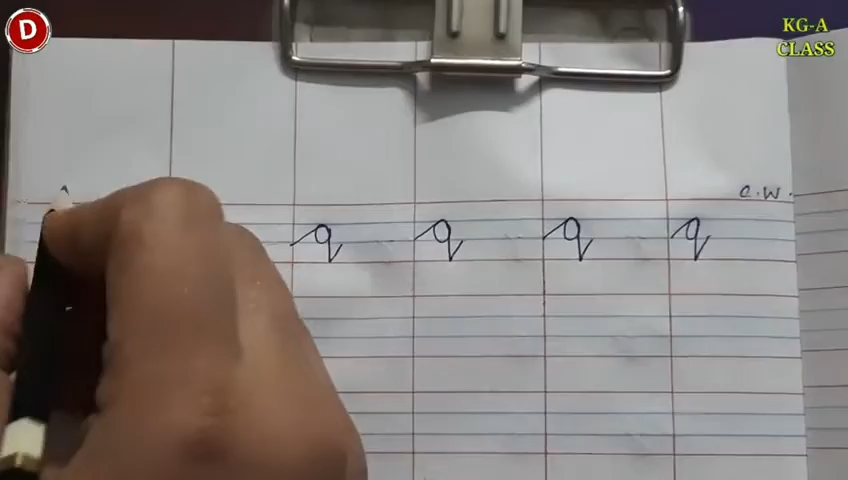 D
KG-A
CLASS
C.W.
q q q q